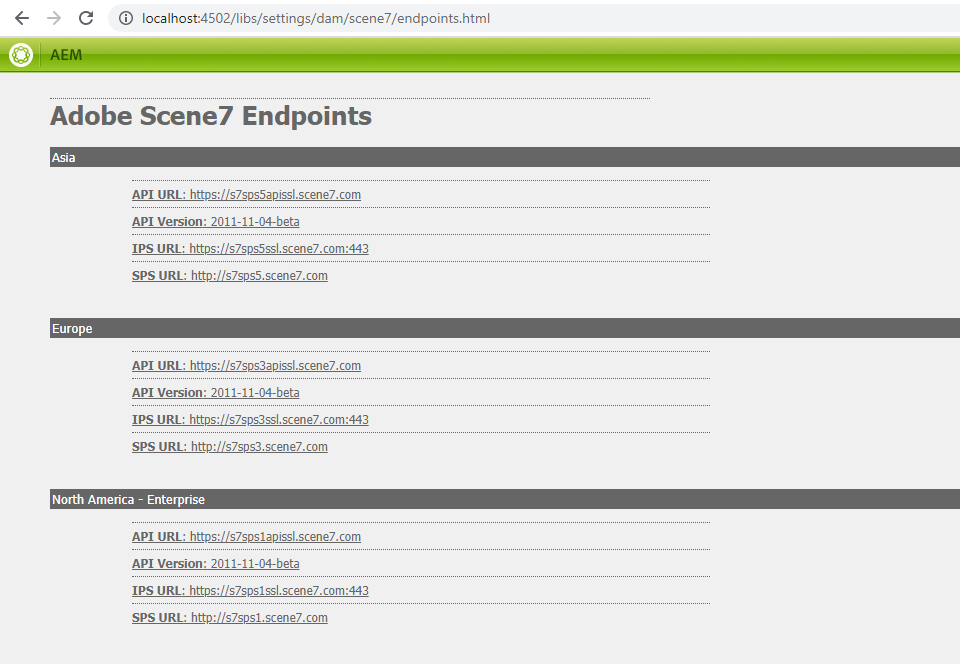 localhost:4502/libs/settings/dam/scene7/endpoints.html
AEM
Adobe Scene7 Endpoints
Asia
API URL: https://s7sps5apissl.scene7.com
API Version: 2011-11-04-beta
IPS URL: https://s7sps5ssl.scene7.com:443
SPS URL: http://s7sps5.scene7.com
Europe
API URL: https://s7sps3apissl.scene7.com
API Version: 2011-11-04-beta
IPS URL: https://s7sps3ssl.scene7.com:443
SPS URL: http://s7sps3.scene7.com
North America - Enterprise
API URL: https://s7sps1apissl.scene7.com
API Version: 2011-11-04-beta
IPS URL: https://s7sps1ssl.scene7.com:443
SPS URL: http://s7sps1.scene7.com